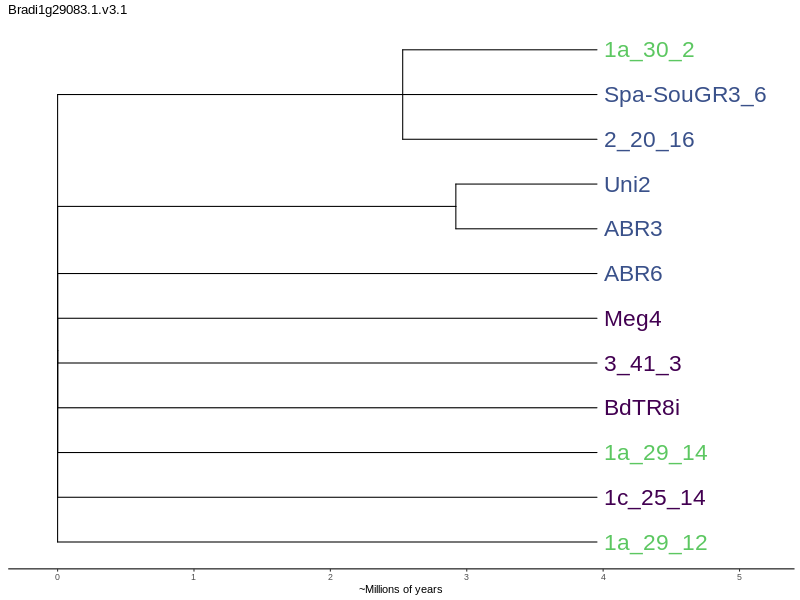 Bradi1g29083.1.v3.1
1a_30_2
Spa-SouGR3_6
2_20_16
Uni2
ABR3
ABR6
Meg4
3_41_3
BdTR8i
1a_29_14
1c_25_14
1a_29_12
0 1 2 3 4 5
~Millions of years